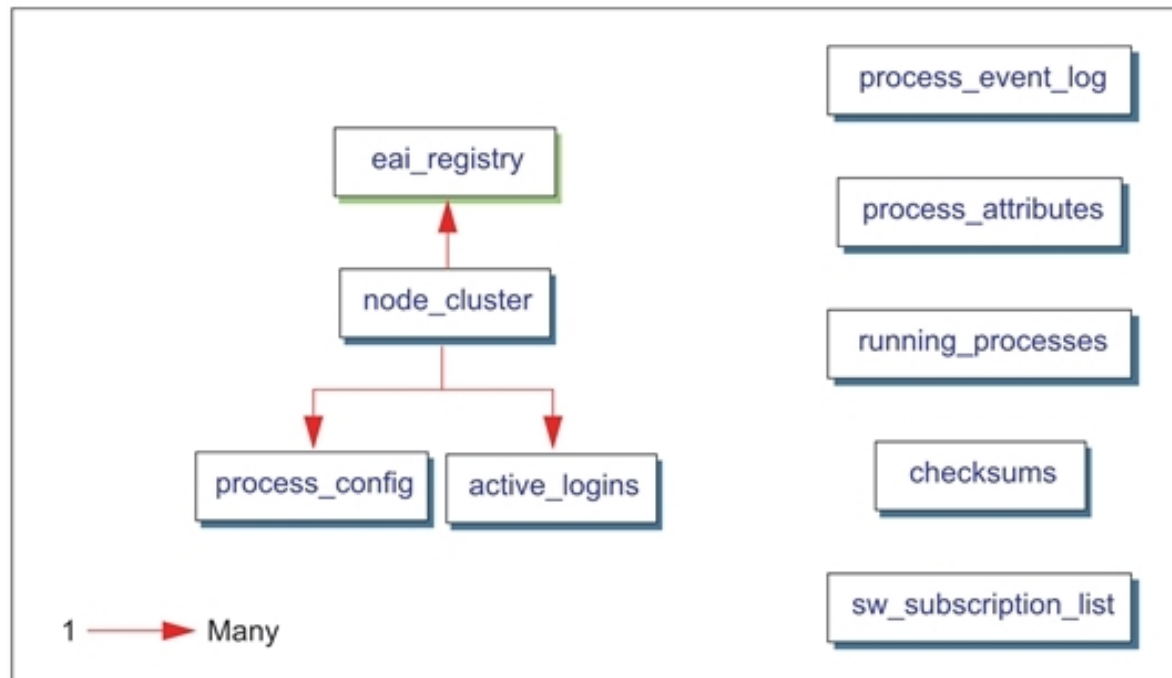 eai_registry
node_cluster
process_config
active_logins
1 Many
process_event_log
process_attributes
running_processes
checksums
sw_subscription_list